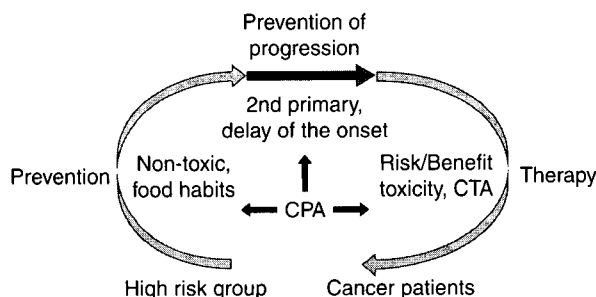 Prevention of
progression
2nd primary,
delay of the onset
Prevention
Non-toxic,
food habits
Risk/Benefit
toxicity, CTA
Therapy
CPA
High risk group
Cancer patients